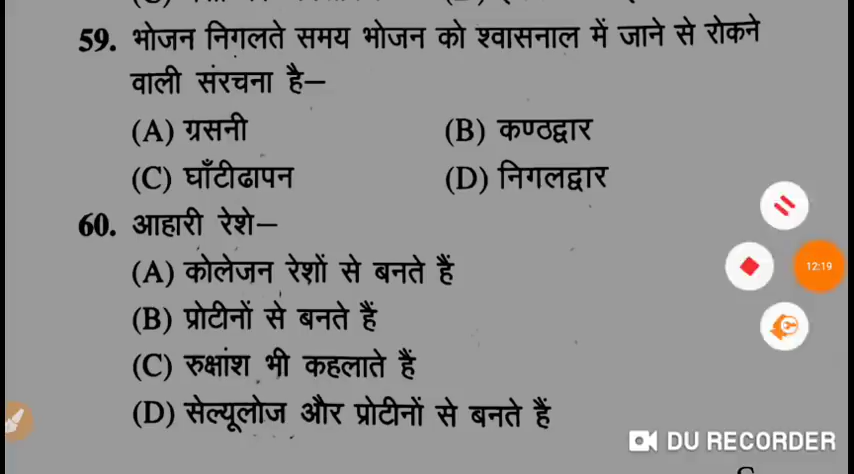 59. भोजन निगलते समय भोजन को श्वासनाल में जाने से रोकने
वाली संरचना है—
(A) ग्रसनी (B) कण्ठद्वार
(C) घाँटीढापन (D) निगलद्वार
60. आहारी रेशे—
(A) कोलेजन रेशों से बनते हैं
(B) प्रोटीनों से बनते हैं
(C) रुक्षांश भी कहलाते हैं
(D) सेल्यूलोज और प्रोटीनों से बनते हैं
12:19
DU RECORDER